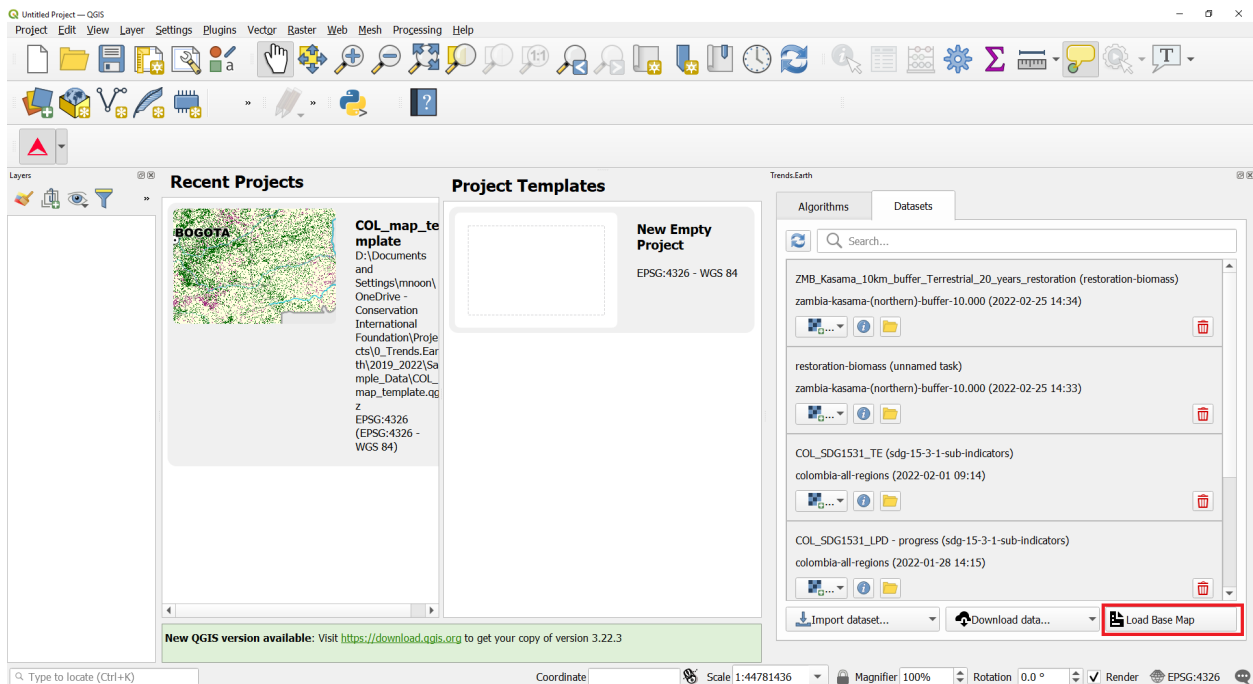 Untitled Project — QGIS
Project Edit View Layer Settings Plugins Vector Raster Web Mesh Processing Help
Layers
Recent Projects
BOGOTA
COL_map_te
mplate
D:\Documents
and
Settings\mnoon\
OneDrive -
Conservation
International
Foundation\Proje
cts\0_Trends.Ear
th\2019_2022\Sa
mple_Data\COL_
map_template.qg
z
EPSG:4326
(EPSG:4326 -
WGS 84)
Project Templates
New Empty
Project
EPSG:4326 - WGS 84
New QGIS version available: Visit https://download.qgis.org to get your copy of version 3.22.3
Trends.Earth
Algorithms Datasets
Search...
ZMB_Kasama_10km_buffer_Terrestrial_20_years_restoration (restoration-biomass)
zambia-kasama-(northern)-buffer-10.000 (2022-02-25 14:34)
...
restoration-biomass (unnamed task)
zambia-kasama-(northern)-buffer-10.000 (2022-02-25 14:33)
...
COL_SDG1531_TE (sdg-15-3-1-sub-indicators)
colombia-all-regions (2022-02-01 09:14)
...
COL_SDG1531_LPD - progress (sdg-15-3-1-sub-indicators)
colombia-all-regions (2022-01-28 14:15)
...
Import dataset... Download data... Load Base Map
Type to locate (Ctrl+K) Coordinate Scale 1:44781436 Magnifier 100% Rotation 0.0 ° Render EPSG:4326